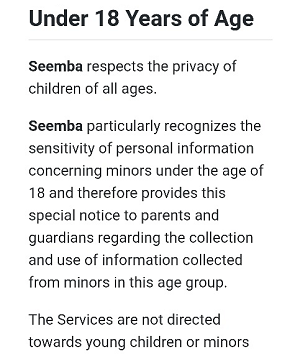 Under 18 Years of Age
Seemba respects the privacy of
children of all ages.
Seemba particularly recognizes the
sensitivity of personal information
concerning minors under the age of
18 and therefore provides this
special notice to parents and
guardians regarding the collection
and use of information collected
from minors in this age group.
The Services are not directed
towards young children or minors